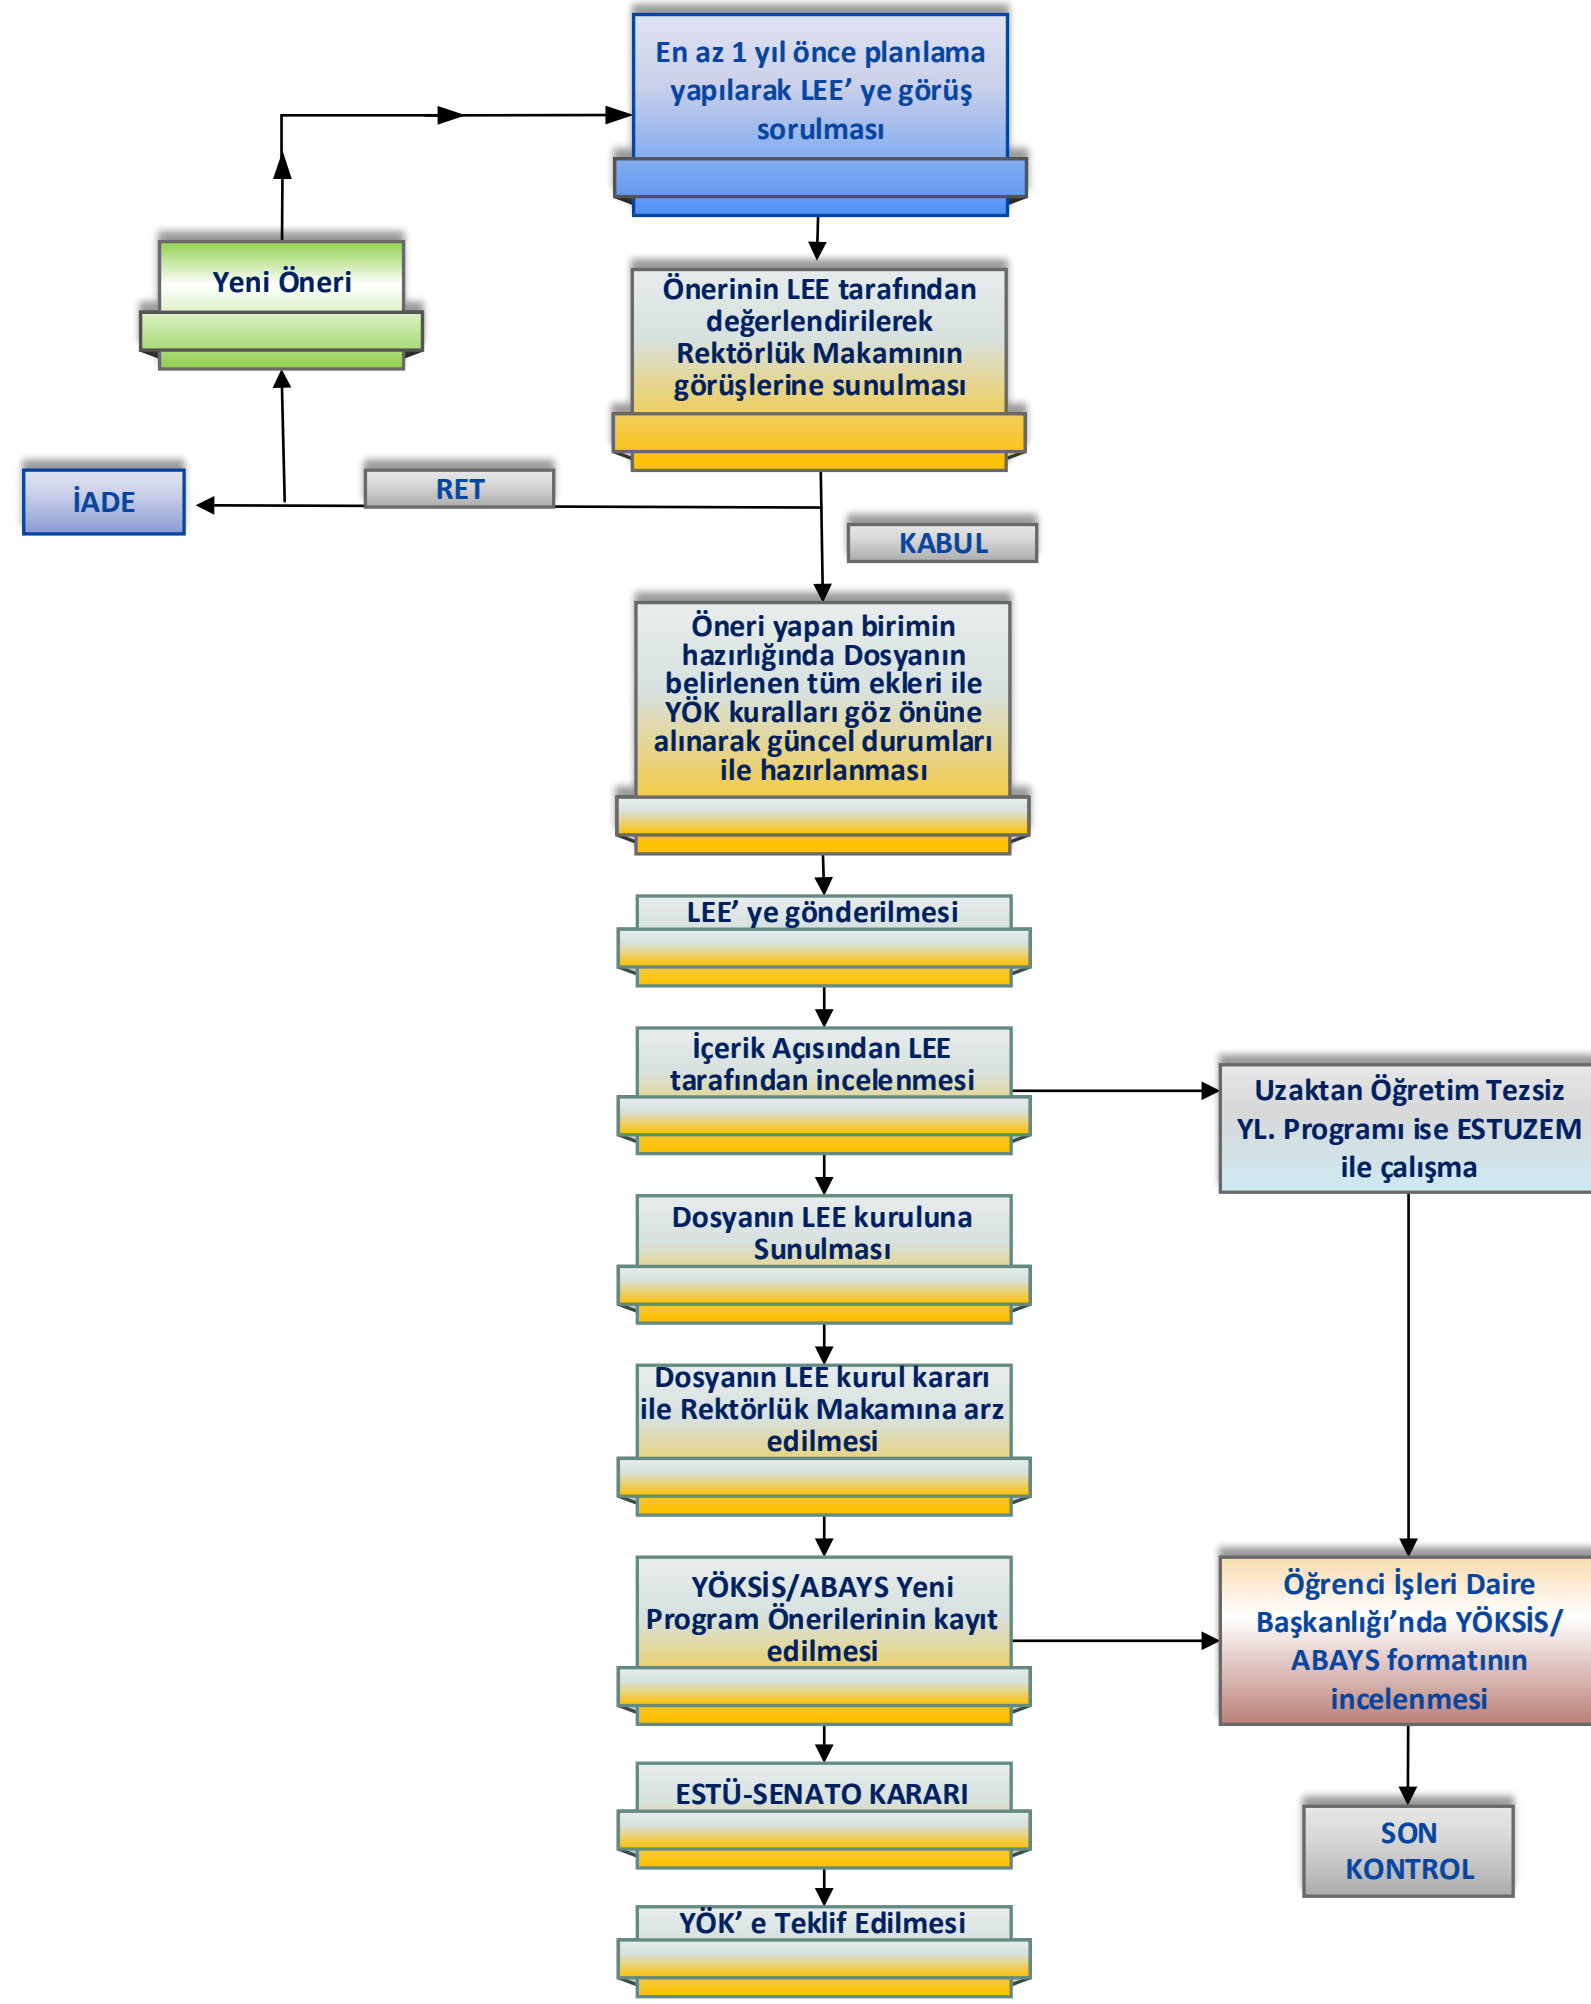 En az 1 yıl önce planlama
yapılarak LEE’ ye görüş
sorulması
Yeni Öneri
Önerinin LEE tarafından
değerlendirilerek
Rektörlük Makamının
görüşlerine sunulması
İADE
RET
KABUL
Öneri yapan birimin
hazırlığında Dosyanın
belirlenen tüm ekleri ile
YÖK kuralları göz önüne
alınarak güncel durumları
ile hazırlanması
LEE’ ye gönderilmesi
İçerik Açısından LEE
tarafından incelenmesi
Uzaktan Öğretim Tezsiz
YL. Programı ise ESTUZEM
ile çalışma
Dosyanın LEE kuruluna
Sunulması
Dosyanın LEE kurul kararı
ile Rektörlük Makamına arz
edilmesi
YÖKSİS/ABAYS Yeni
Program Önerilerinin kayıt
edilmesi
Öğrenci İşleri Daire
Başkanlığı’nda YÖKSİS/
ABAYS formatının
incelenmesi
ESTÜ-SENATO KARARI
SON
KONTROL
YÖK’ e Teklif Edilmesi